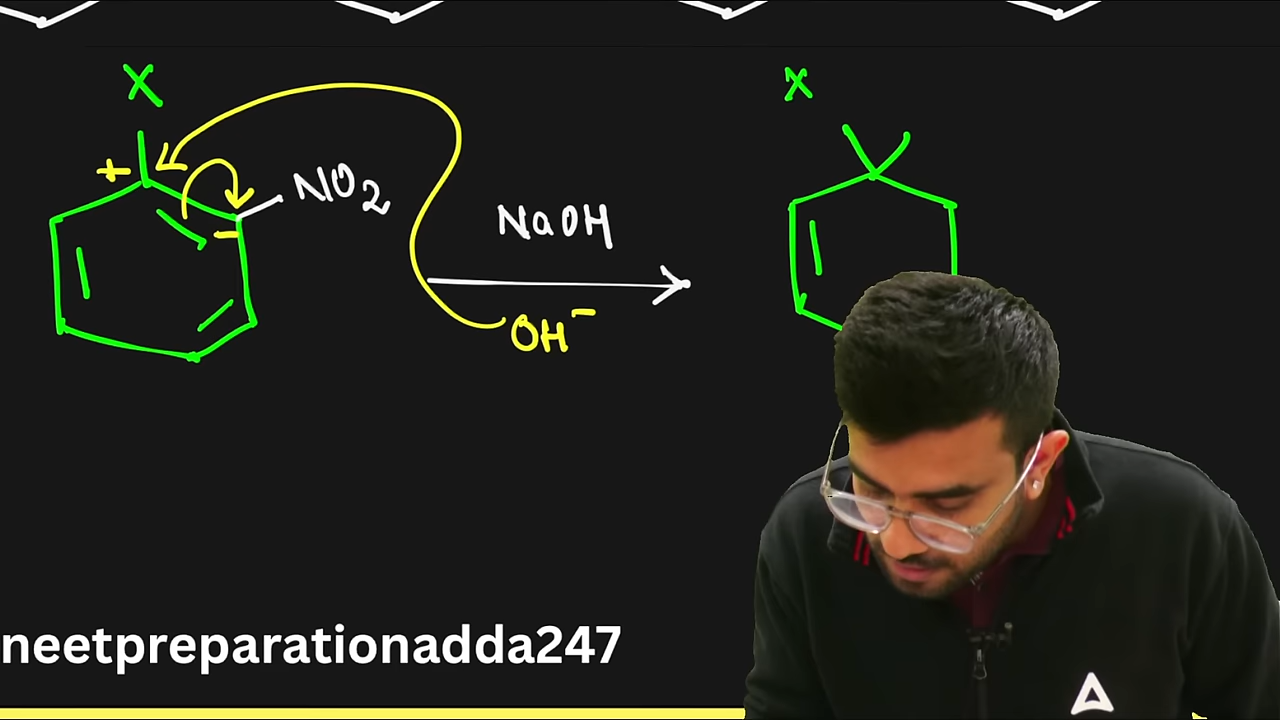 X
X
+
NO2
−
NaOH
OH−
neetpreparationadda247